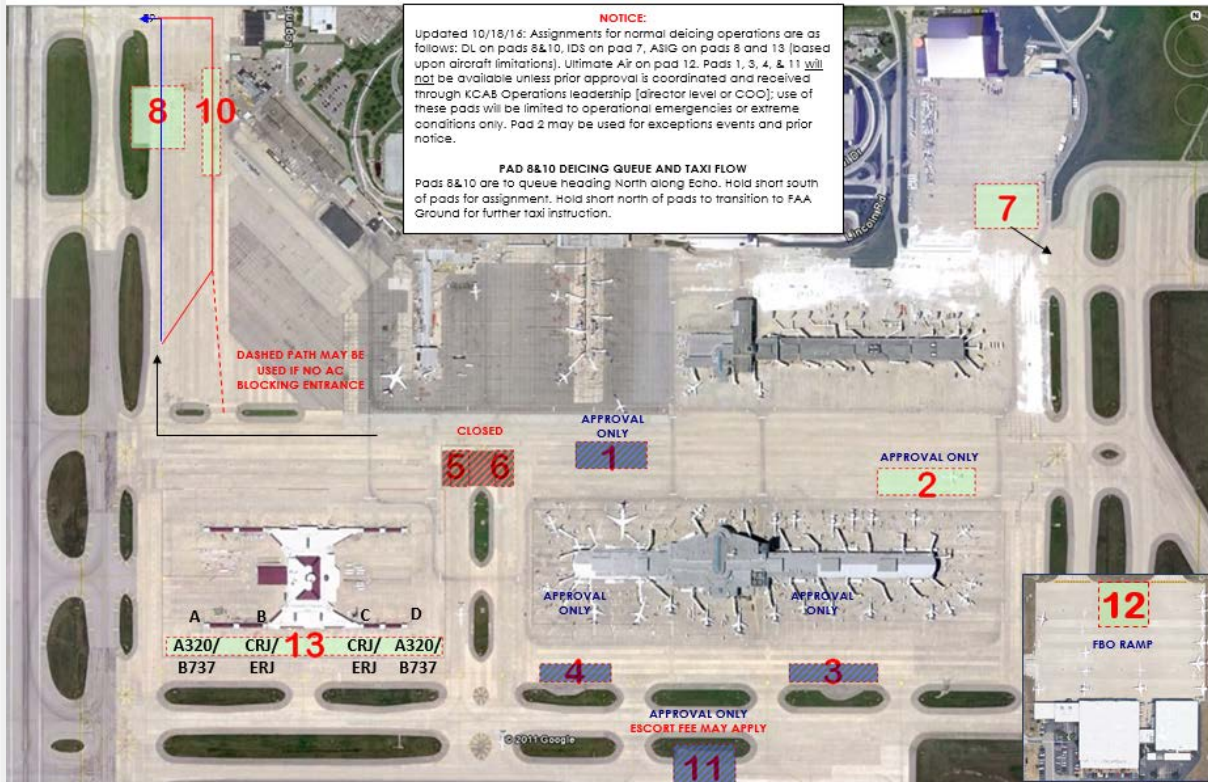 NOTICE:
Updated 10/18/16: Assignments for normal deicing operations are as
follows: DL on pads 8&10, IDS on pad 7, ASIG on pads 8 and 13 (based
upon aircraft limitations). Ultimate Air on pad 12. Pads 1, 3, 4, & 11 will
not be available unless prior approval is coordinated and received
through KCAB Operations leadership [director level or COO]; use of
these pads will be limited to operational emergencies or extreme
conditions only. Pad 2 may be used for exceptions events and prior
notice.
PAD 8&10 DEICING QUEUE AND TAXI FLOW
Pads 8&10 are to queue heading North along Echo. Hold short south
of pads for assignment. Hold short north of pads to transition to FAA
Ground for further taxi instruction.
N
8
10
7
Lincoln Rd
DASHED PATH MAY BE
USED IF NO AC
BLOCKING ENTRANCE
CLOSED
5 6
APPROVAL
ONLY
1
APPROVAL ONLY
2
A B C D
13
A320/ CRJ/ CRJ/ A320/
B737 ERJ ERJ B737
APPROVAL
ONLY
4
APPROVAL
ONLY
3
APPROVAL ONLY
ESCORT FEE MAY APPLY
11
© 2011 Google
12
FBO RAMP